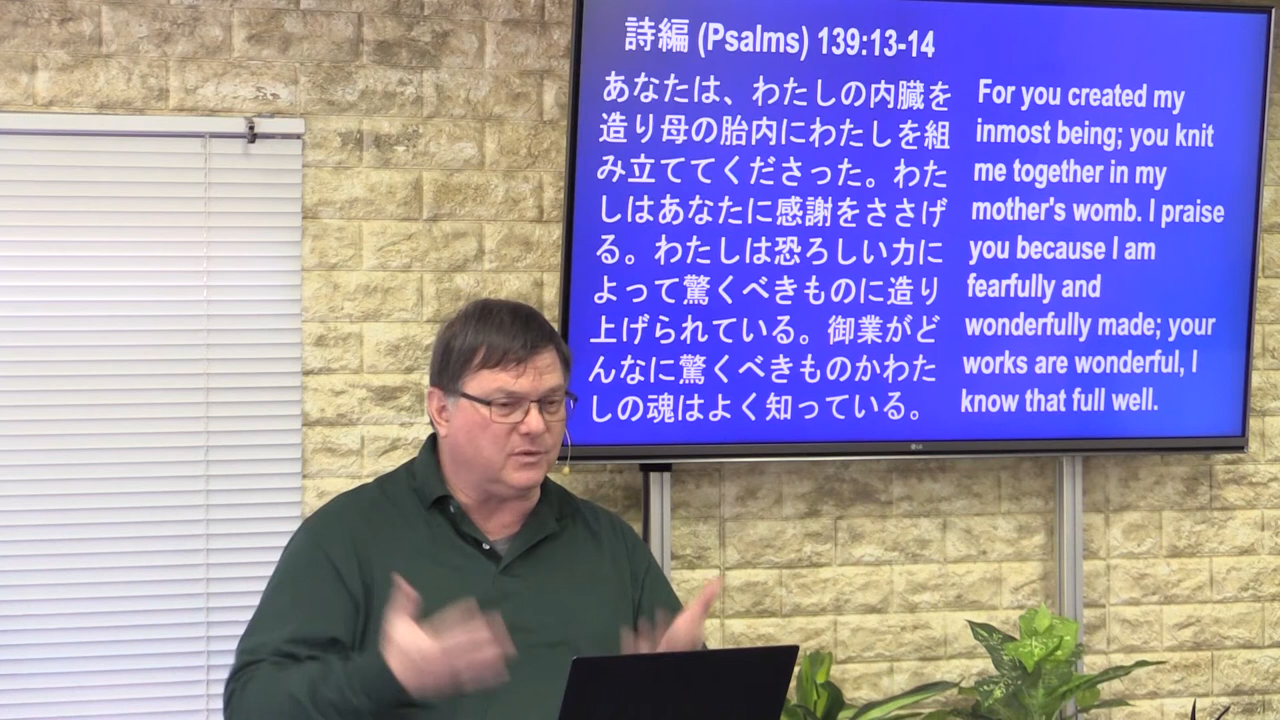 詩編 (Psalms) 139:13-14
あなたは、わたしの内臓を
造り母の胎内にわたしを組
み立ててくださった。わた
しはあなたに感謝をささげ
る。わたしは恐ろしい力に
よって驚くべきものに造り
上げられている。御業がど
んなに驚くべきものかわた
しの魂はよく知っている。
For you created my
inmost being; you knit
me together in my
mother's womb. I praise
you because I am
fearfully and
wonderfully made; your
works are wonderful, I
know that full well.
LG